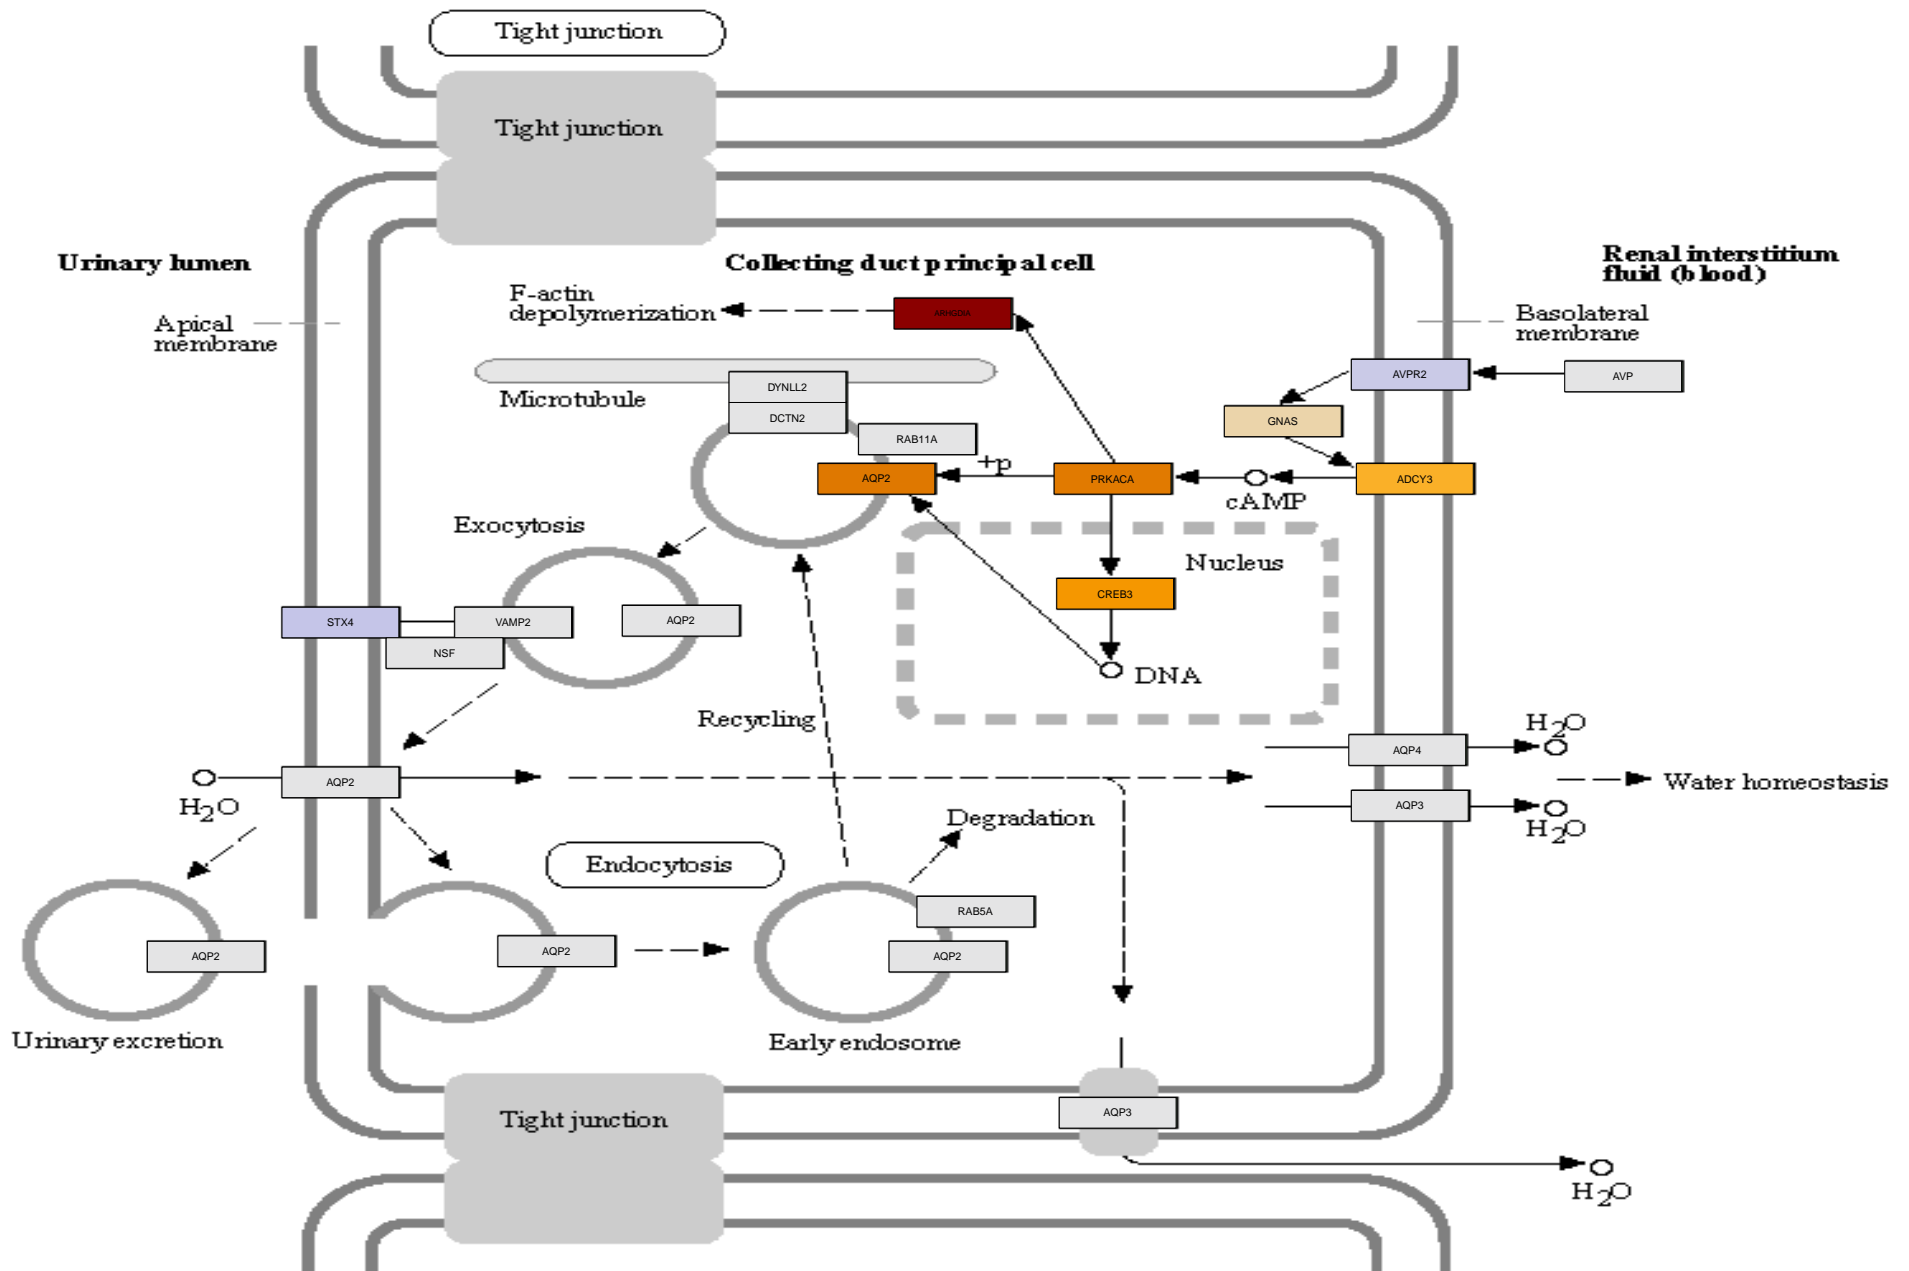 Tight junction
Tight junction
Urinary lumen
Collecting duct principal cell
Renal interstitium
fluid (blood)
F-actin
depolymerization
ARHGDIA
Apical
membrane
Basolateral
membrane
AVPR2
AVP
DYNLL2
Microtubule
DCTN2
GNAS
RAB11A
+p
AQP2
PRKACA
cAMP
ADCY3
Exocytosis
Nucleus
CREB3
STX4
VAMP2
AQP2
NSF
DNA
Recycling
H2O
AQP4
AQP2
Water homeostasis
H2O
AQP3
H2O
Degradation
Endocytosis
RAB5A
AQP2
AQP2
AQP2
Urinary excretion
Early endosome
Tight junction
AQP3
H2O